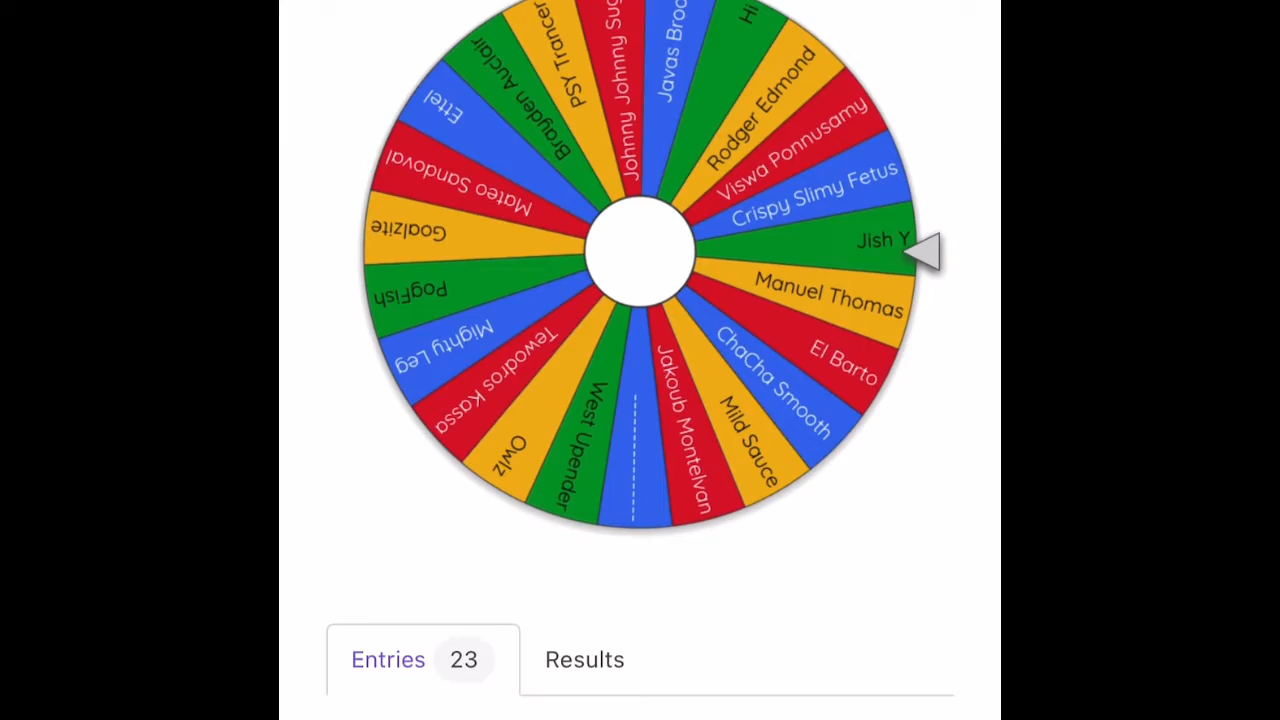 Hi
Rodger Edmond
Viswa Ponnusamy
Crispy Slimy Fetus
Jish Y
Manuel Thomas
El Barto
ChaCha Smooth
Mild Sauce
Jakoub Montelvan
---------------
West Upender
Owlz
Tewodros Kassa
Mighty Leg
PogFish
Goalzite
Mateo Sandoval
Ettel
Brayden Auclair
PSY Trancer
Johnny Johnny Sug
Javas Broo
Entries 23
Results